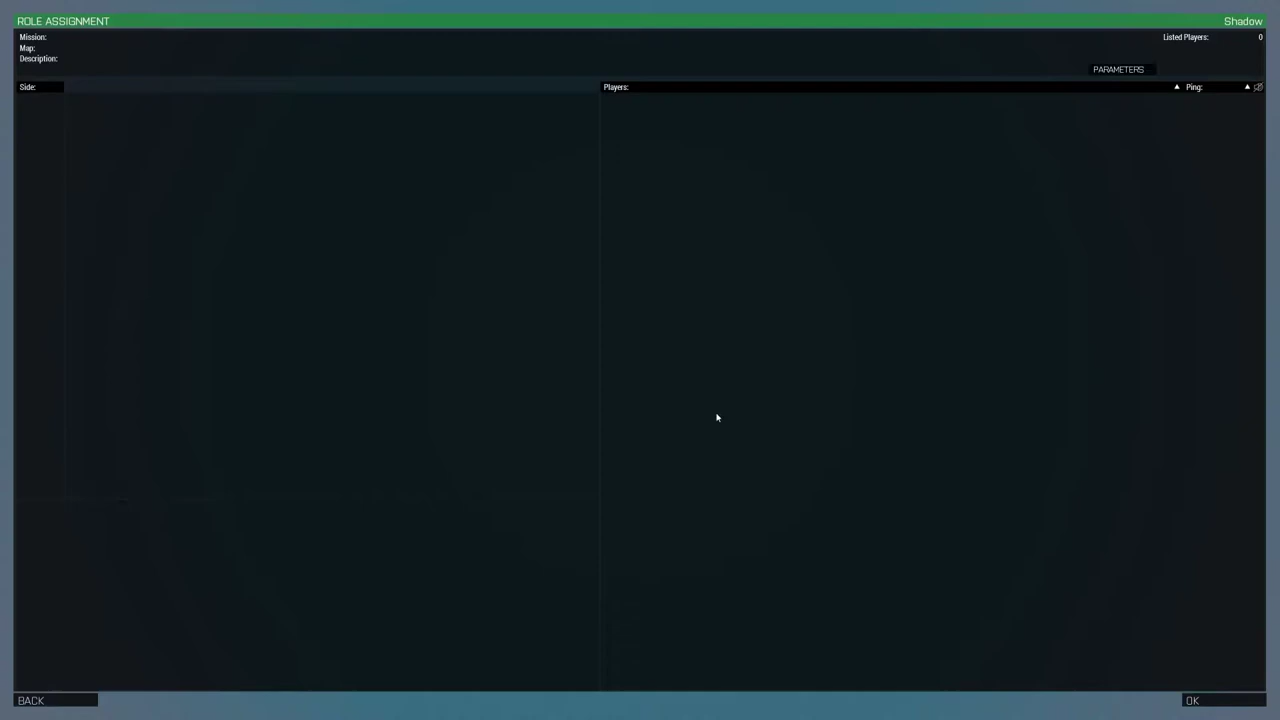 ROLE ASSIGNMENT
Shadow
Mission:
Listed Players: 0
Map:
Description:
PARAMETERS
Side:
Players:
Ping:
BACK
OK